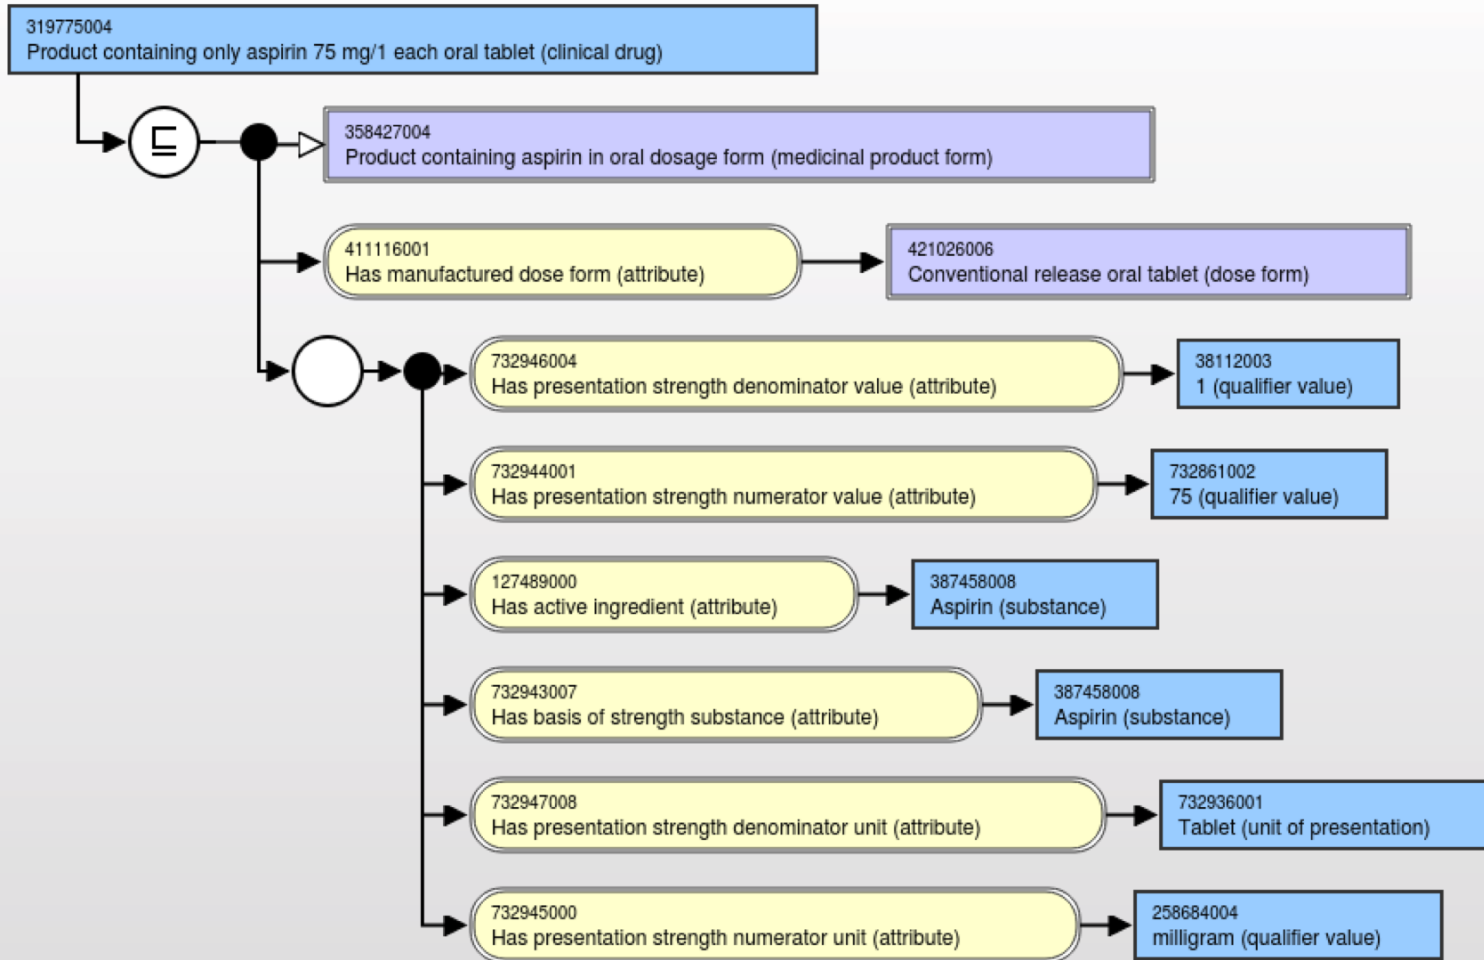 319775004
Product containing only aspirin 75 mg/1 each oral tablet (clinical drug)
⊑
358427004
Product containing aspirin in oral dosage form (medicinal product form)
411116001
Has manufactured dose form (attribute)
421026006
Conventional release oral tablet (dose form)
732946004
Has presentation strength denominator value (attribute)
38112003
1 (qualifier value)
732944001
Has presentation strength numerator value (attribute)
732861002
75 (qualifier value)
127489000
Has active ingredient (attribute)
387458008
Aspirin (substance)
732943007
Has basis of strength substance (attribute)
387458008
Aspirin (substance)
732947008
Has presentation strength denominator unit (attribute)
732936001
Tablet (unit of presentation)
732945000
Has presentation strength numerator unit (attribute)
258684004
milligram (qualifier value)